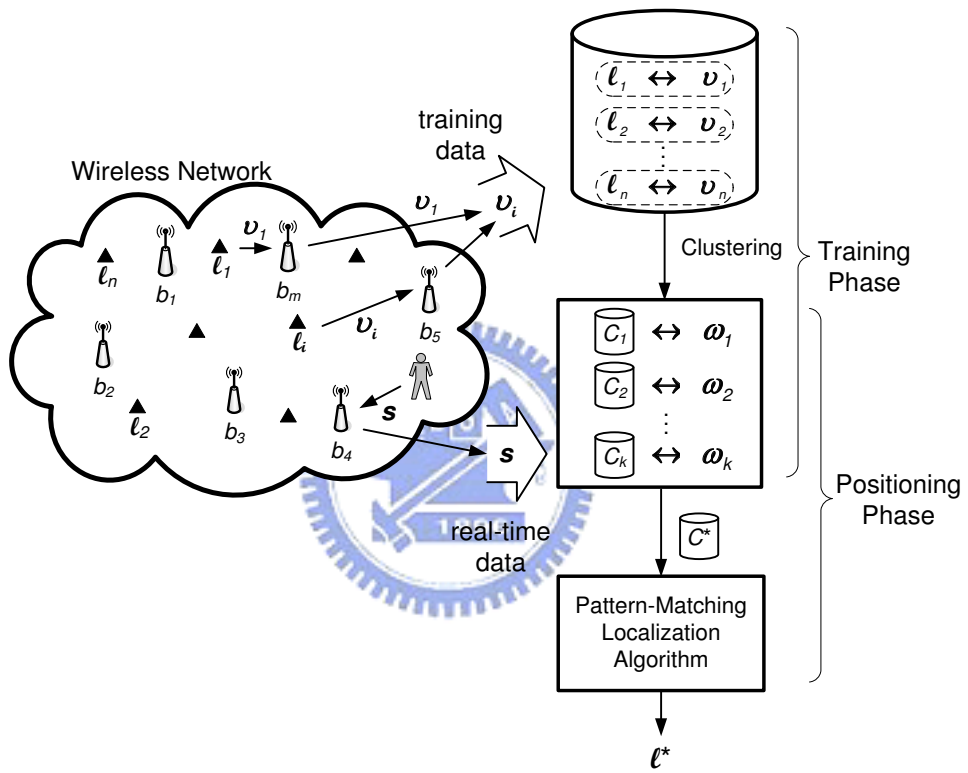 Wireless Network
training
data
ℓ1 ↔ υ1
ℓ2 ↔ υ2
⋮
ℓn ↔ υn
Clustering
Training
Phase
υ1
υi
υ1
ℓn
b1
ℓ1
bm
υi
ℓi
b5
b2
ℓ2
b3
b4
s
s
real-time
data
C1 ↔ ω1
C2 ↔ ω2
⋮
Ck ↔ ωk
Positioning
Phase
C*
Pattern-Matching
Localization
Algorithm
ℓ*